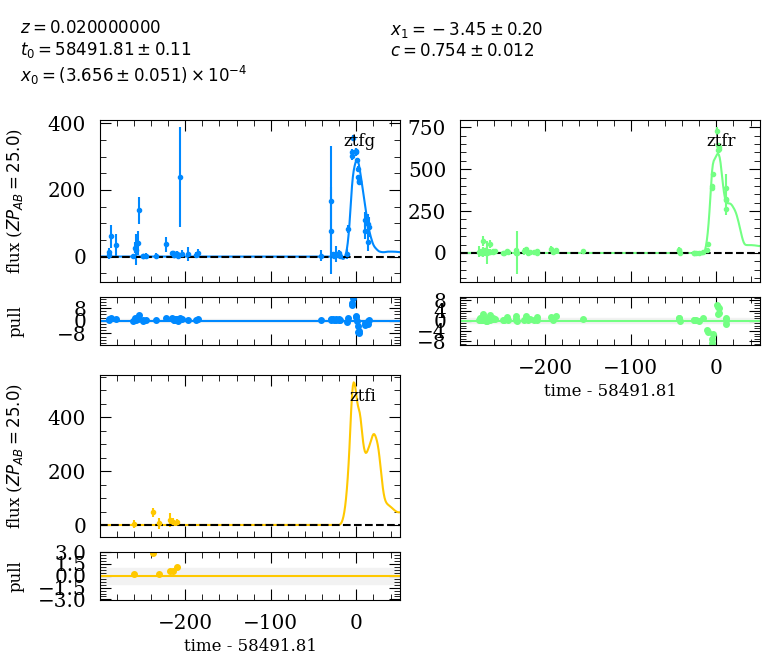 z = 0.020000000
t₀ = 58491.81 ± 0.11
x₀ = (3.656 ± 0.051) × 10⁻⁴
x₁ = −3.45 ± 0.20
c = 0.754 ± 0.012
flux (ZP_AB = 25.0)
400
200
0
ztfg
750
500
250
0
ztfr
pull
8
0
−8
8
4
0
−4
−8
−200
−100
0
time - 58491.81
flux (ZP_AB = 25.0)
400
200
0
ztfi
pull
3.0
1.5
0.0
−1.5
−3.0
−200
−100
0
time - 58491.81